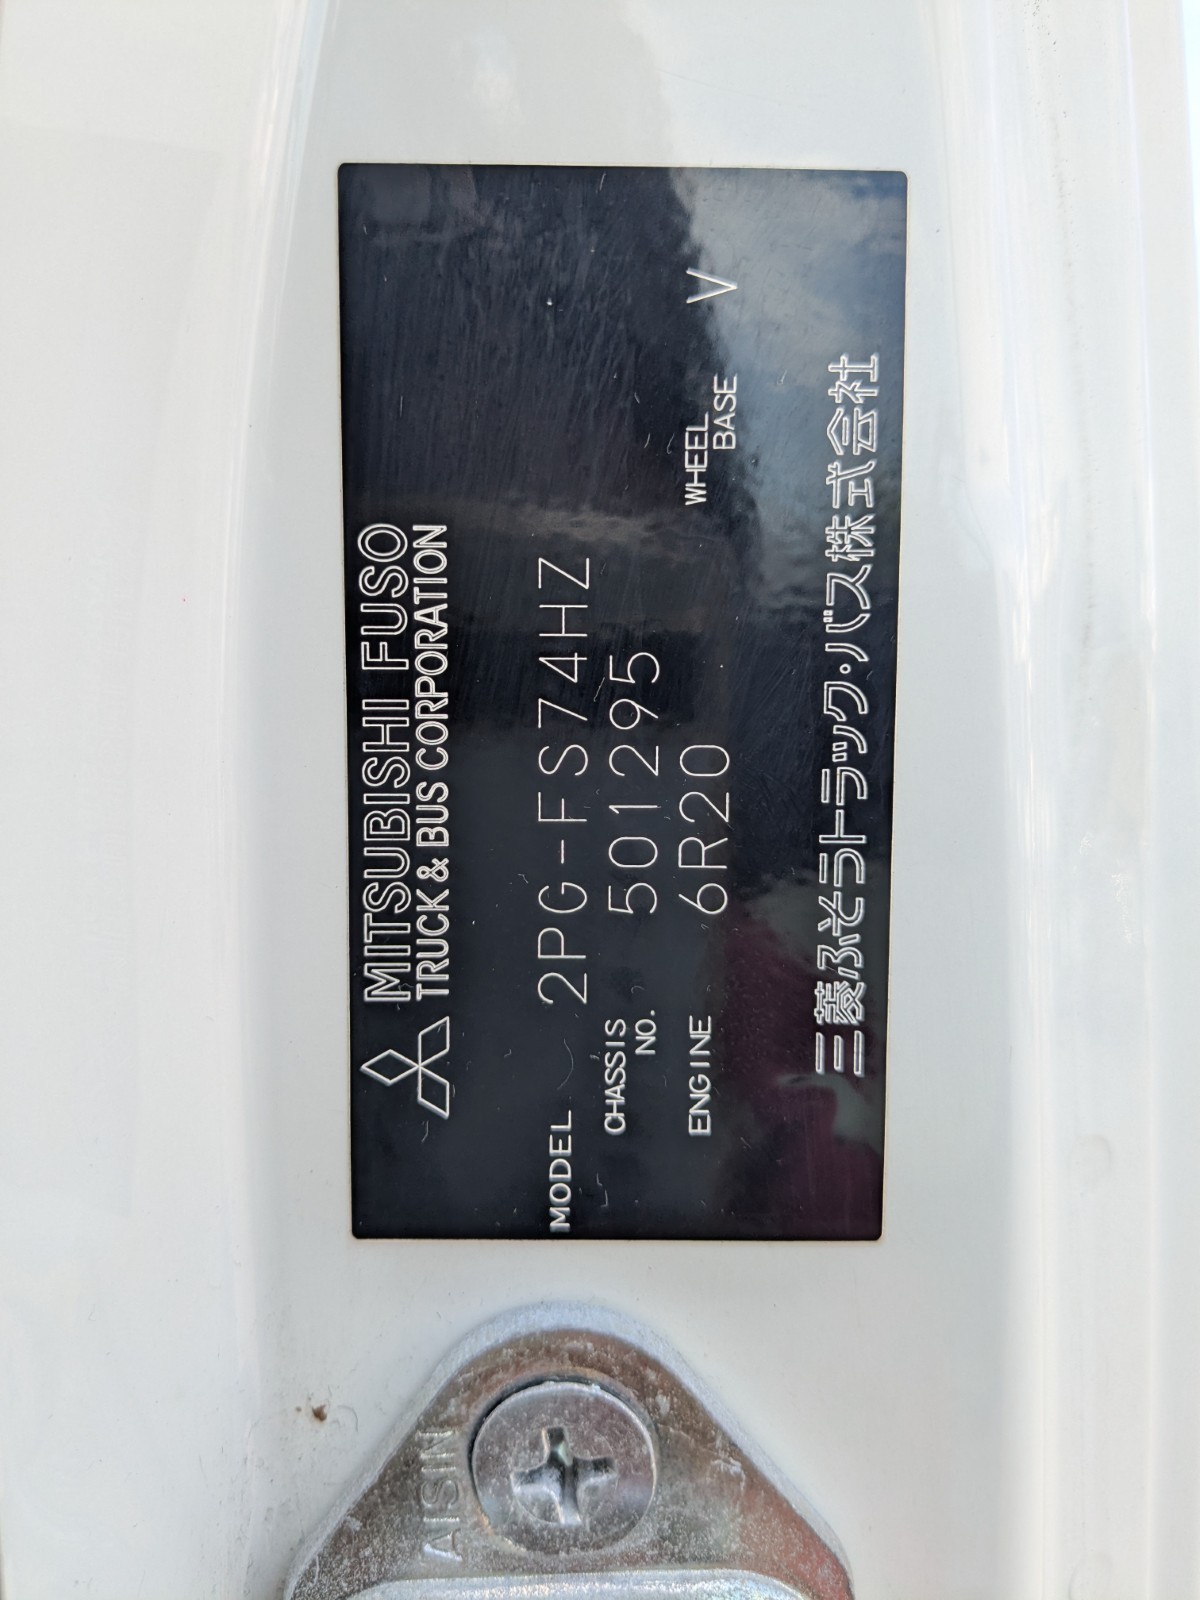 MITSUBISHI FUSO
TRUCK & BUS CORPORATION
MODEL 2PG-FS74HZ
CHASSIS NO. 501295
ENGINE 6R20 WHEEL BASE V
三菱ふそうトラック・バス株式会社
AISIN